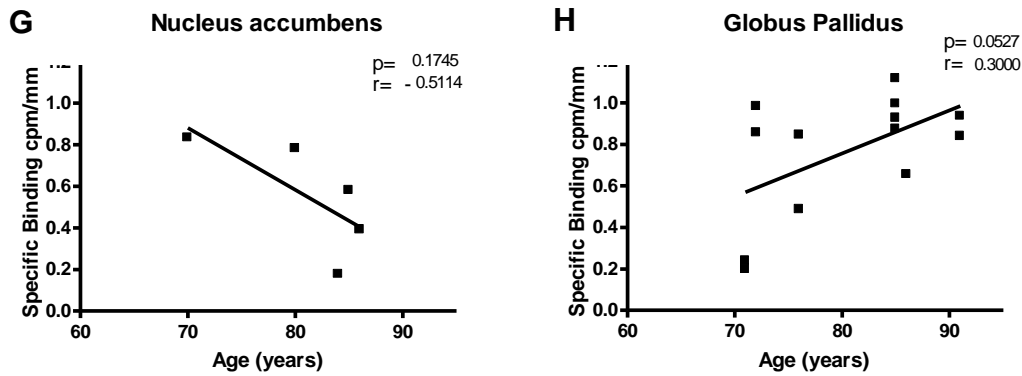 G
Nucleus accumbens
p= 0.1745
r= - 0.5114
Specific Binding cpm/mm
1.0
0.8
0.6
0.4
0.2
0.0
60 70 80 90
Age (years)
H
Globus Pallidus
p= 0.0527
r= 0.3000
Specific Binding cpm/mm
1.0
0.8
0.6
0.4
0.2
0.0
60 70 80 90
Age (years)